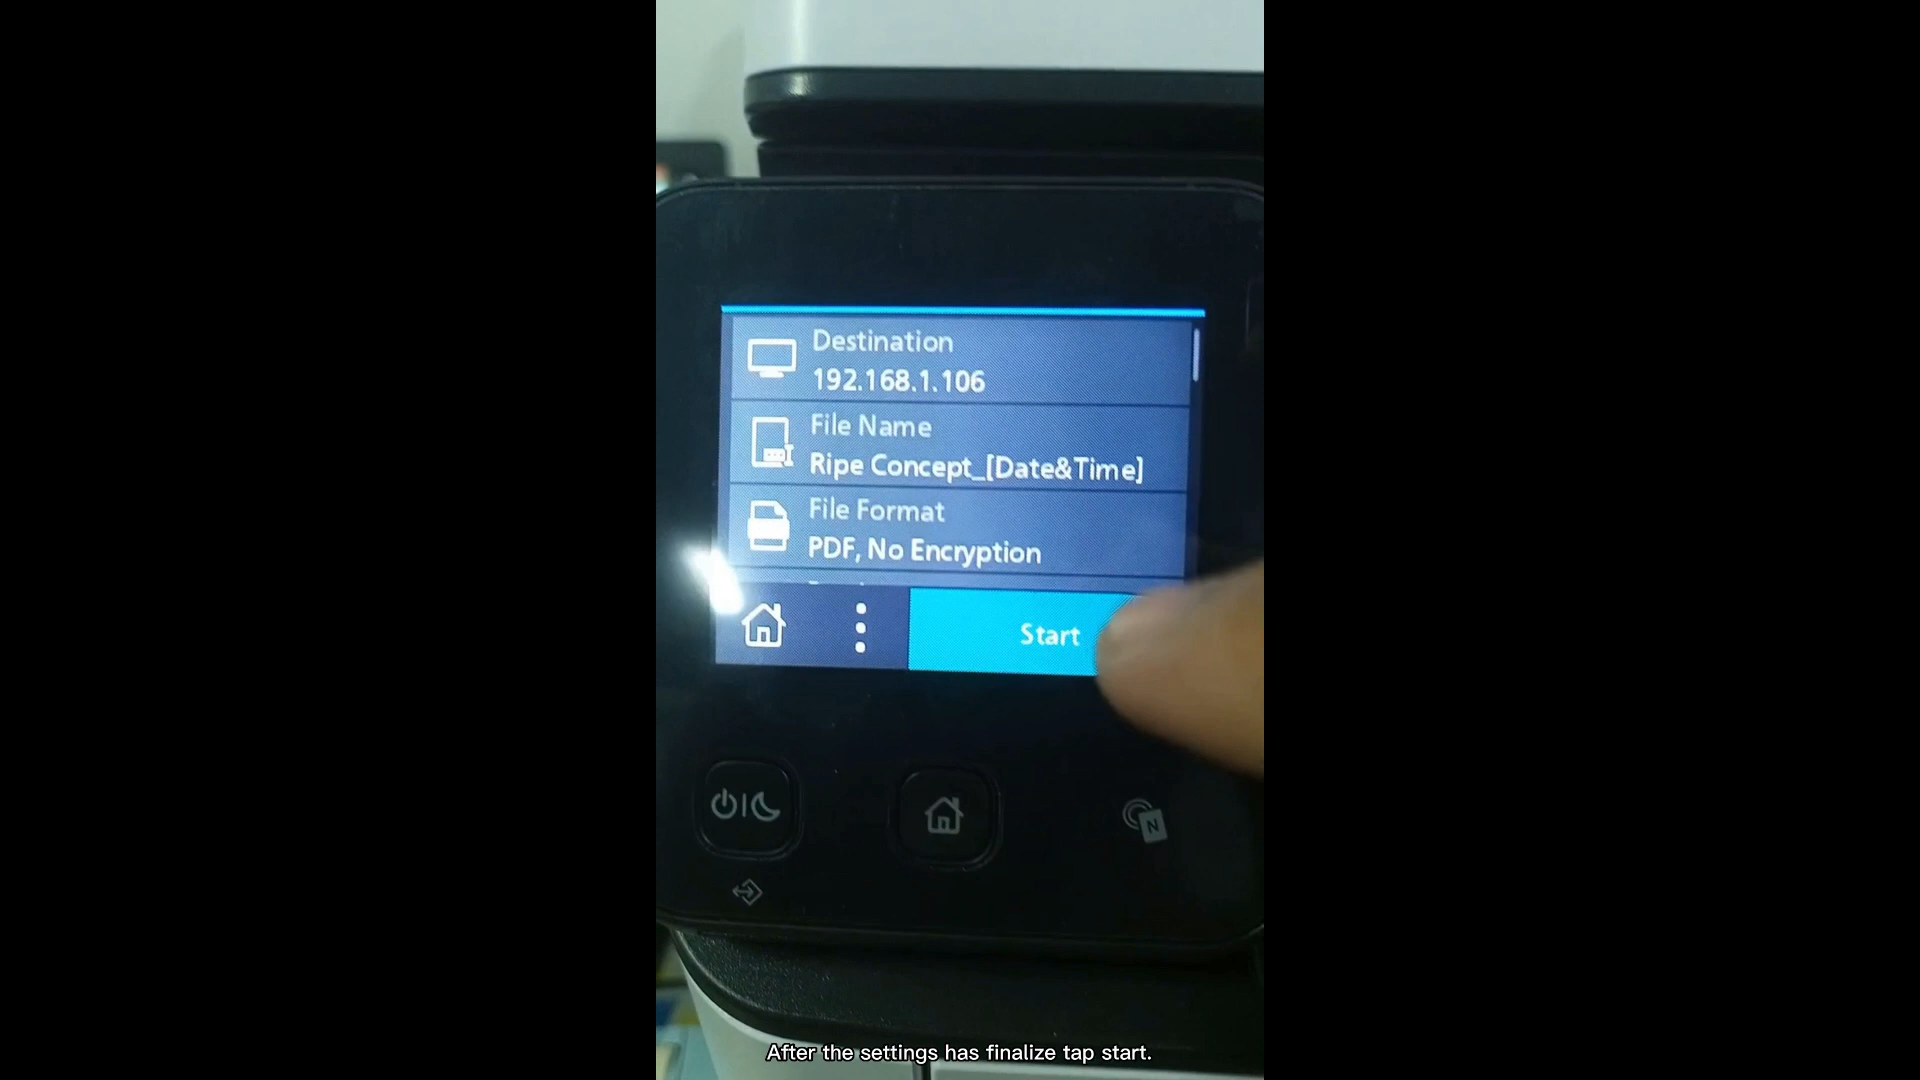 Destination
192.168.1.106
File Name
Ripe Concept_[Date&Time]
File Format
PDF, No Encryption
Start
N
After the settings has finalize tap start.